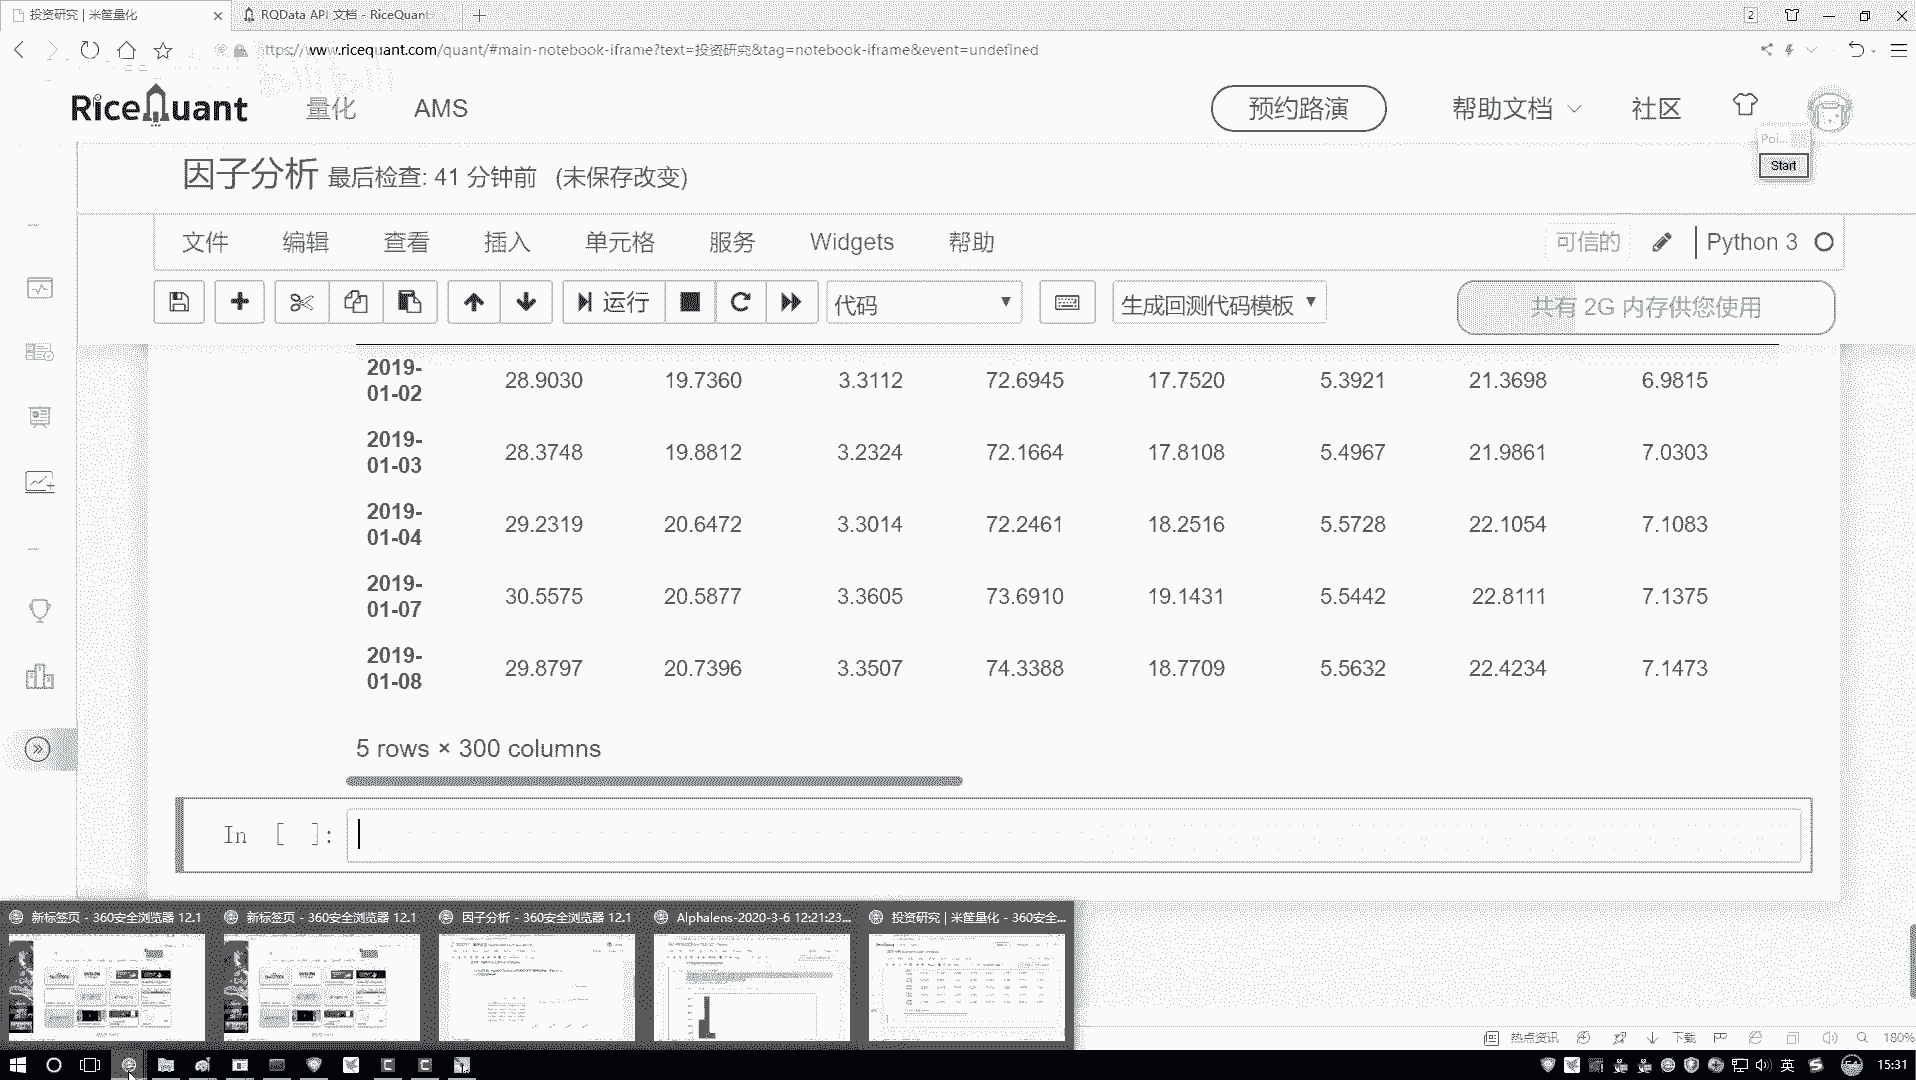 投资研究 | 米筐量化
RQData API 文档 - RiceQuant
2
https://www.ricequant.com/quant/#main-notebook-iframe?text=投资研究&tag=notebook-iframe&event=undefined
RiceQuant 量化 AMS 预约路演 帮助文档 社区
Poi...
Start
因子分析 最后检查: 41 分钟前 (未保存改变)
文件 编辑 查看 插入 单元格 服务 Widgets 帮助 可信的 Python 3
运行 代码 生成回测代码模板 共有 2G 内存供您使用
2019-01-02 28.9030 19.7360 3.3112 72.6945 17.7520 5.3921 21.3698 6.9815
2019-01-03 28.3748 19.8812 3.2324 72.1664 17.8108 5.4967 21.9861 7.0303
2019-01-04 29.2319 20.6472 3.3014 72.2461 18.2516 5.5728 22.1054 7.1083
2019-01-07 30.5575 20.5877 3.3605 73.6910 19.1431 5.5442 22.8111 7.1375
2019-01-08 29.8797 20.7396 3.3507 74.3388 18.7709 5.5632 22.4234 7.1473
5 rows × 300 columns
In [ ]:
新标签页 - 360安全浏览器 12.1
新标签页 - 360安全浏览器 12.1
因子分析 - 360安全浏览器 12.1
Alphalens-2020-3-6 12:21:23...
投资研究 | 米筐量化 - 360安全...
热点资讯 下载 180%
英 54 15:31